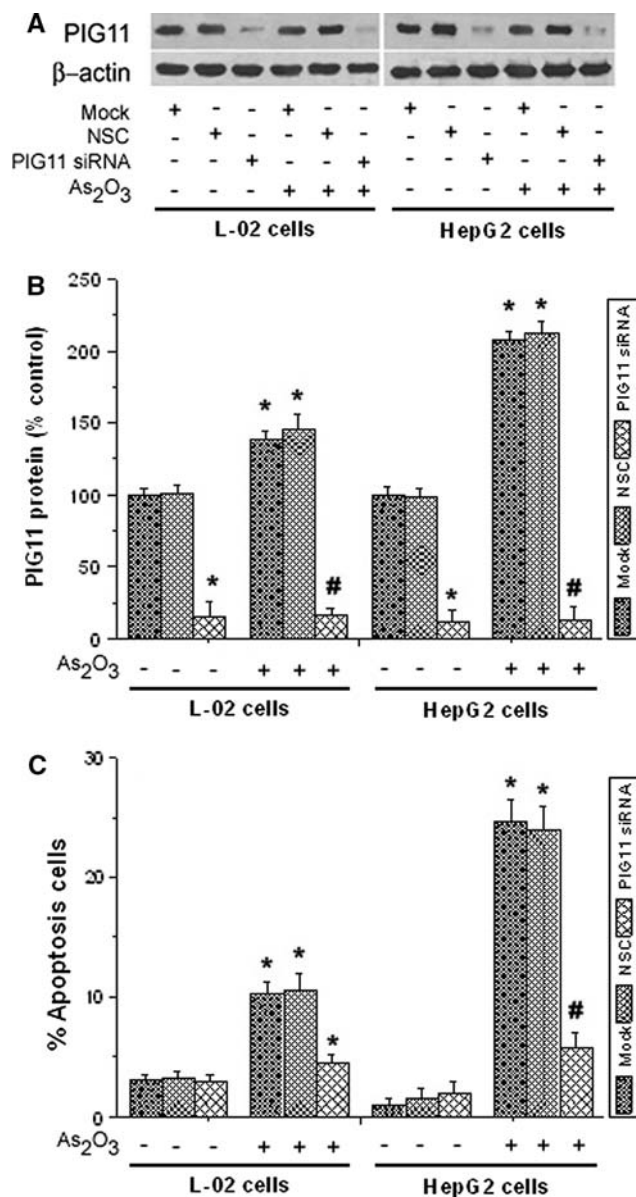 A
PIG11
β–actin
Mock + - - + - - + - - + - -
NSC - + - - + - - + - - + -
PIG11 siRNA - - + - - + - - + - - +
As2O3 - - - + + + - - - + + +
L-02 cells HepG2 cells
B
PIG11 protein (% control)
250
200
150
100
50
0
* * * # * * * #
Mock NSC PIG11 siRNA
As2O3 - - - + + + - - - + + +
L-02 cells HepG2 cells
C
% Apoptosis cells
30
20
10
0
* * * * * #
Mock NSC PIG11 siRNA
As2O3 - - - + + + - - - + + +
L-02 cells HepG2 cells